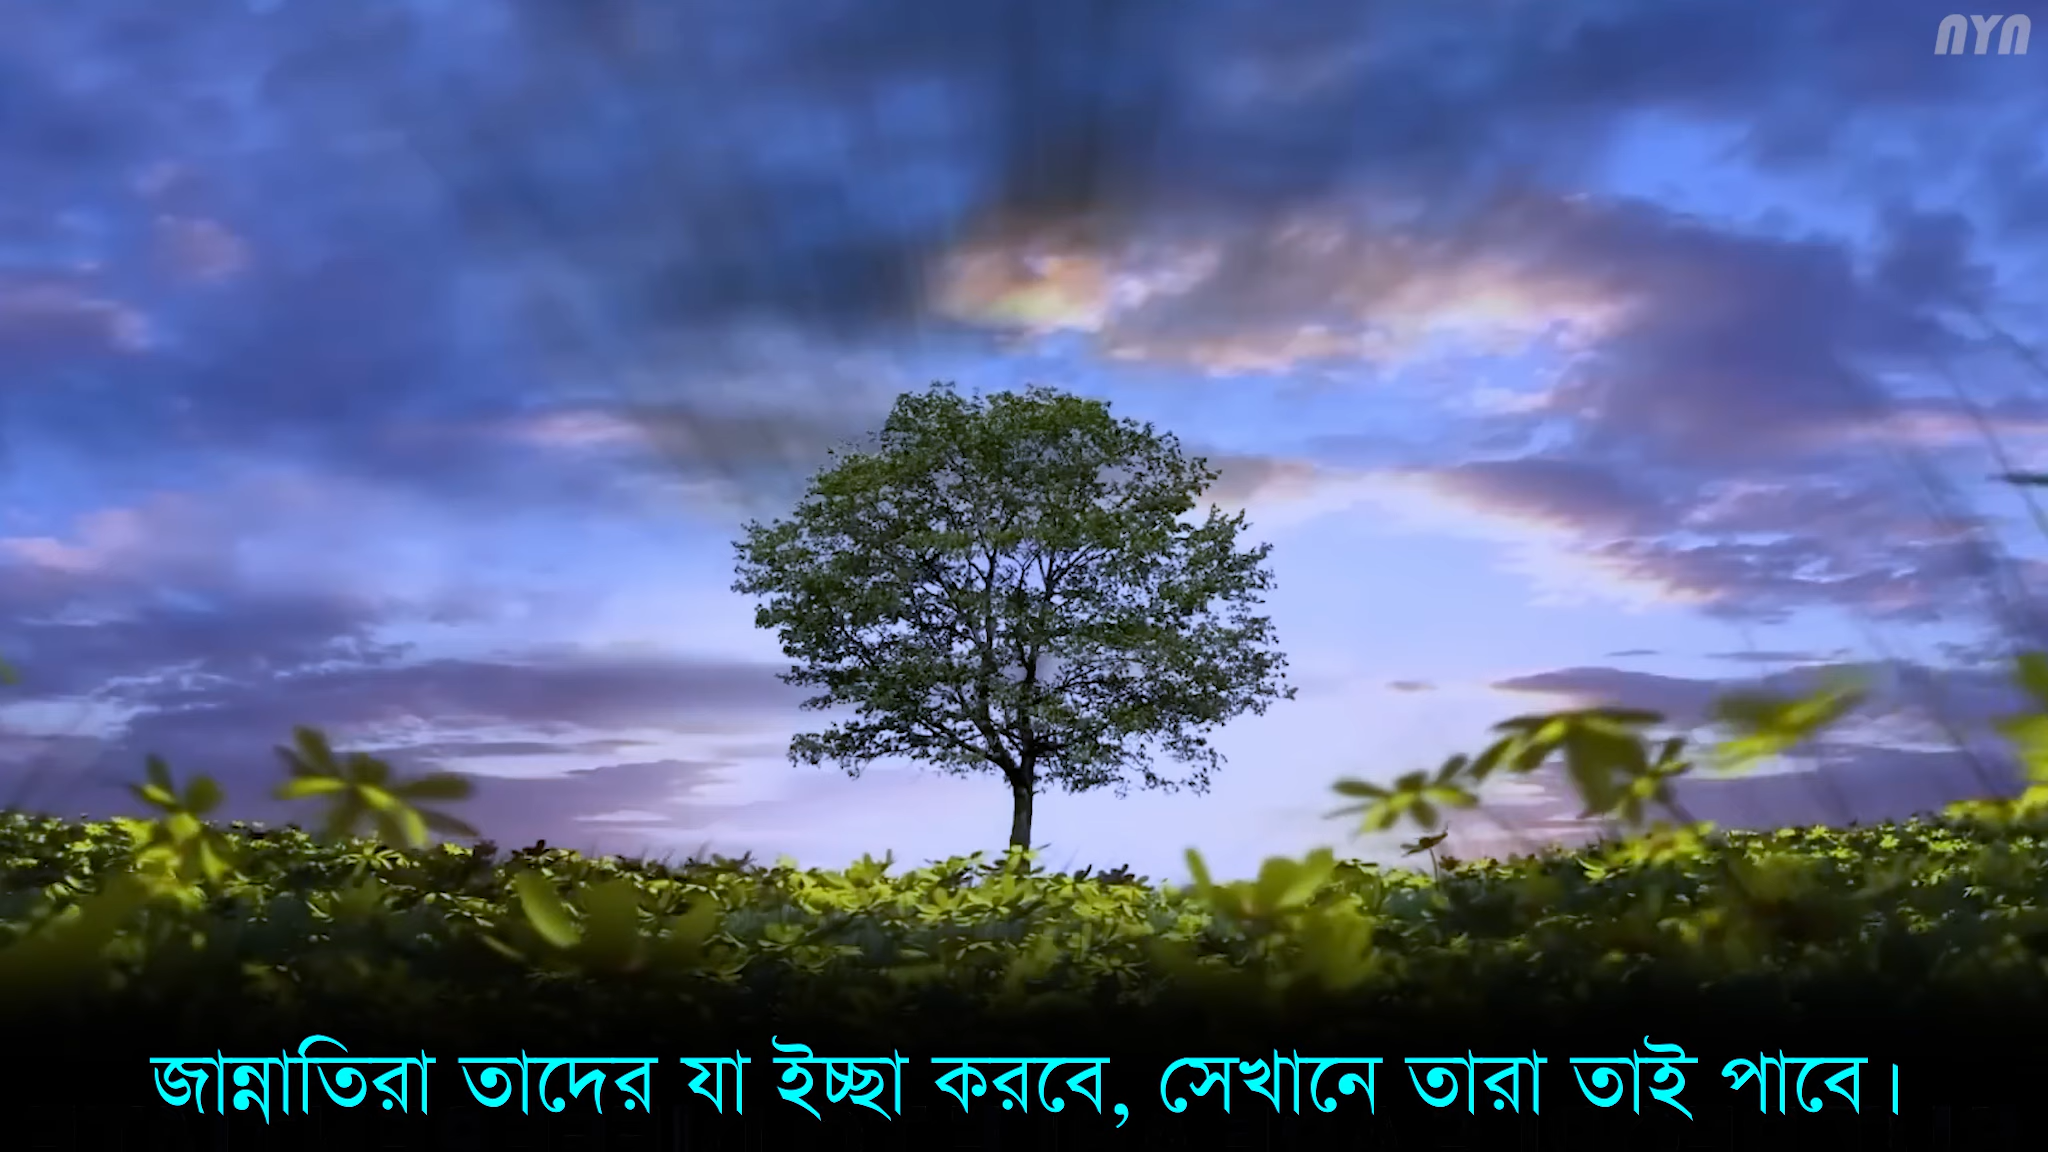 NYN
জান্নাতিরা তাদের যা ইচ্ছা করবে, সেখানে তারা তাই পাবে।